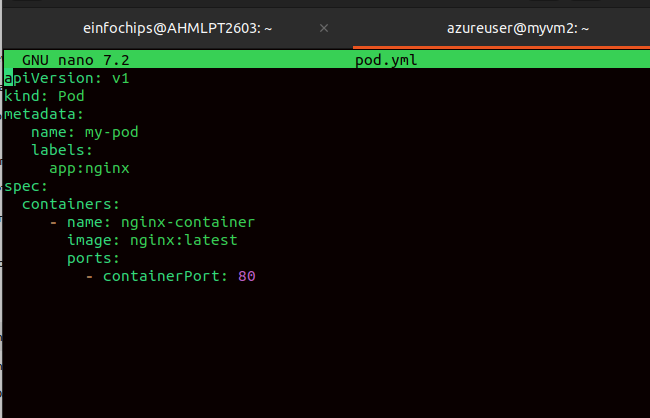 einfochips@AHMLPT2603: ~ × azureuser@myvm2: ~
GNU nano 7.2 pod.yml
apiVersion: v1
kind: Pod
metadata:
   name: my-pod
   labels:
     app:nginx
spec:
  containers:
     - name: nginx-container
       image: nginx:latest
       ports:
         - containerPort: 80